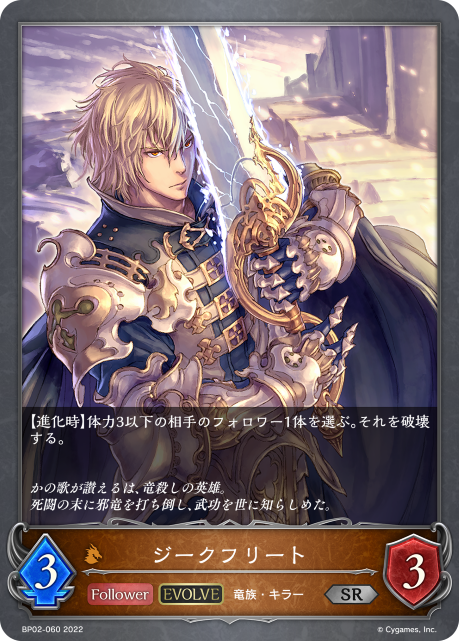 【進化時】体力3以下の相手のフォロワー1体を選ぶ。それを破壊
する。
かの歌が讃えるは、竜殺しの英雄。
死闘の末に邪竜を打ち倒し、武功を世に知らしめた。
ジークフリート
3
Follower EVOLVE 竜族・キラー SR
3
BP02-060 2022
© Cygames, Inc.